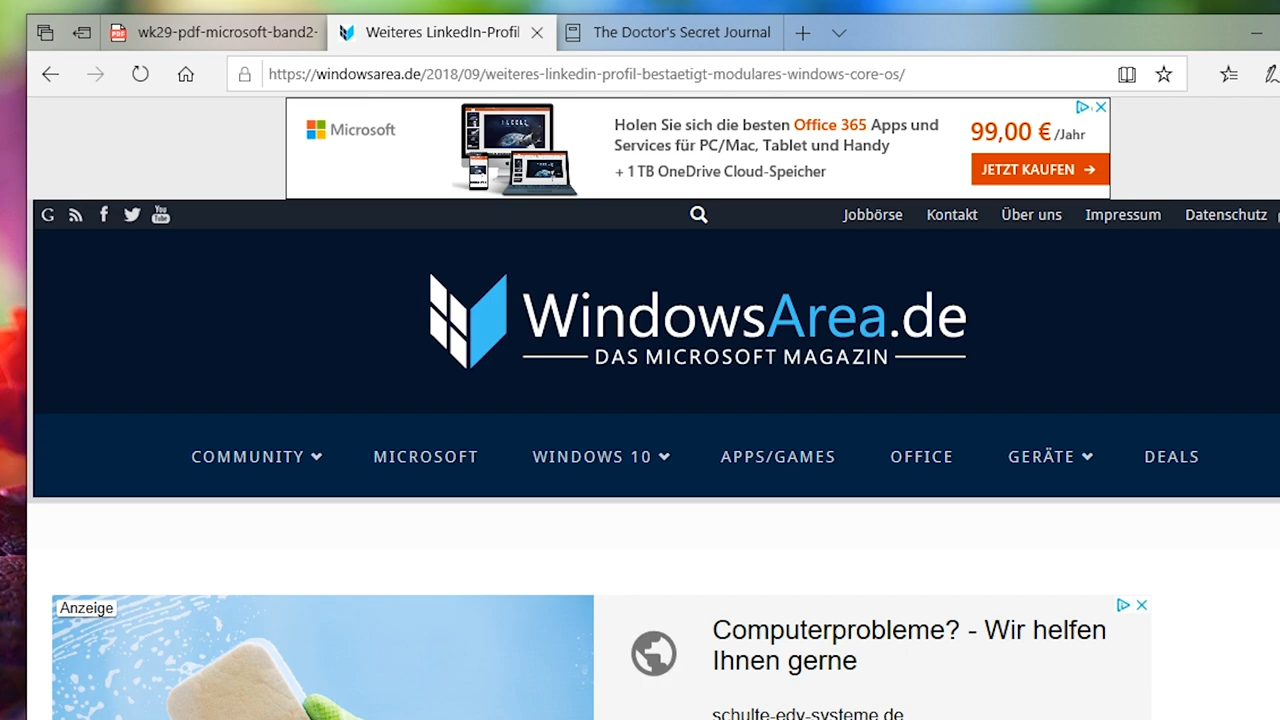 wk29-pdf-microsoft-band2-
Weiteres LinkedIn-Profil
The Doctor's Secret Journal
https://windowsarea.de/2018/09/weiteres-linkedin-profil-bestaetigt-modulares-windows-core-os/
Microsoft
Holen Sie sich die besten Office 365 Apps und
Services für PC/Mac, Tablet und Handy
+ 1 TB OneDrive Cloud-Speicher
99,00 € /Jahr
JETZT KAUFEN
G
You
Tube
Jobbörse Kontakt Über uns Impressum Datenschutz
WindowsArea.de
DAS MICROSOFT MAGAZIN
COMMUNITY MICROSOFT WINDOWS 10 APPS/GAMES OFFICE GERÄTE DEALS
Anzeige
Computerprobleme? - Wir helfen
Ihnen gerne
schulte-edv-systeme.de